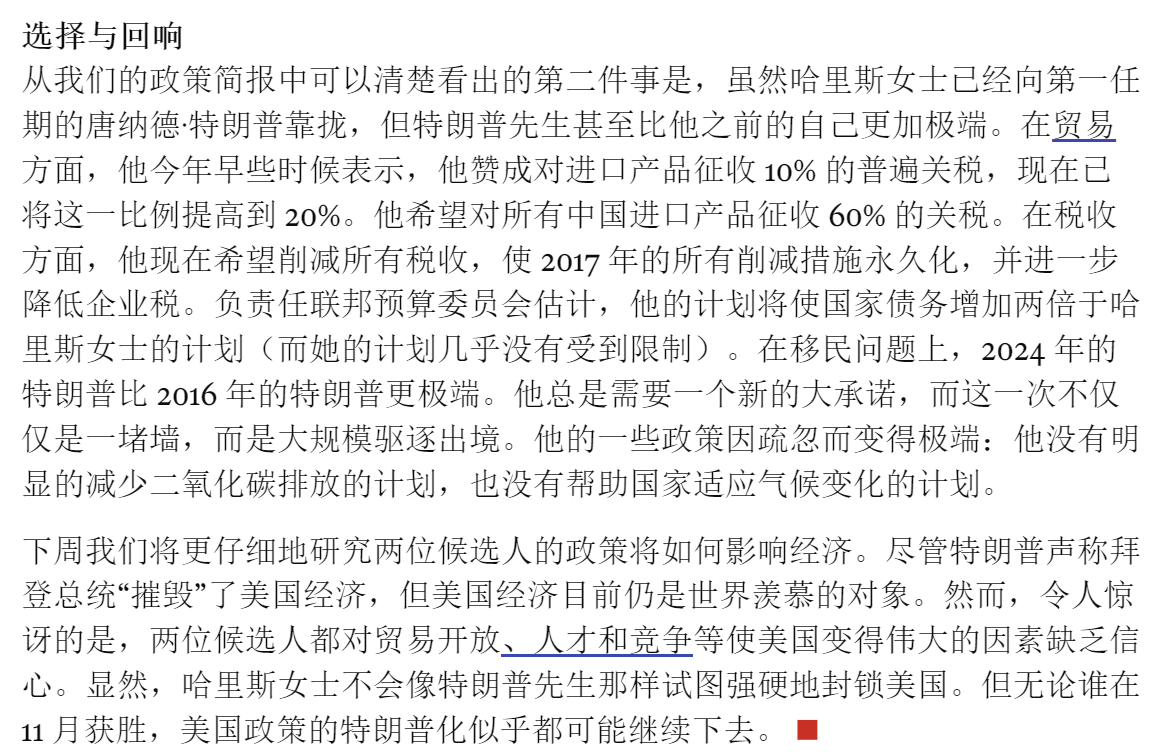 选择与回响
从我们的政策简报中可以清楚看出的第二件事是，虽然哈里斯女士已经向第一任
期的唐纳德·特朗普靠拢，但特朗普先生甚至比他之前的自己更加极端。在贸易
方面，他今年早些时候表示，他赞成对进口产品征收 10% 的普遍关税，现在已
将这一比例提高到 20%。他希望对所有中国进口产品征收 60% 的关税。在税收
方面，他现在希望削减所有税收，使 2017 年的所有削减措施永久化，并进一步
降低企业税。负责任联邦预算委员会估计，他的计划将使国家债务增加两倍于哈
里斯女士的计划（而她的计划几乎没有受到限制）。在移民问题上，2024 年的
特朗普比 2016 年的特朗普更极端。他总是需要一个新的大承诺，而这一次不仅
仅是一堵墙，而是大规模驱逐出境。他的一些政策因疏忽而变得极端：他没有明
显的减少二氧化碳排放的计划，也没有帮助国家适应气候变化的计划。
下周我们将更仔细地研究两位候选人的政策将如何影响经济。尽管特朗普声称拜
登总统“摧毁”了美国经济，但美国经济目前仍是世界羡慕的对象。然而，令人惊
讶的是，两位候选人都对贸易开放、人才和竞争等使美国变得伟大的因素缺乏信
心。显然，哈里斯女士不会像特朗普先生那样试图强硬地封锁美国。但无论谁在
11 月获胜，美国政策的特朗普化似乎都可能继续下去。